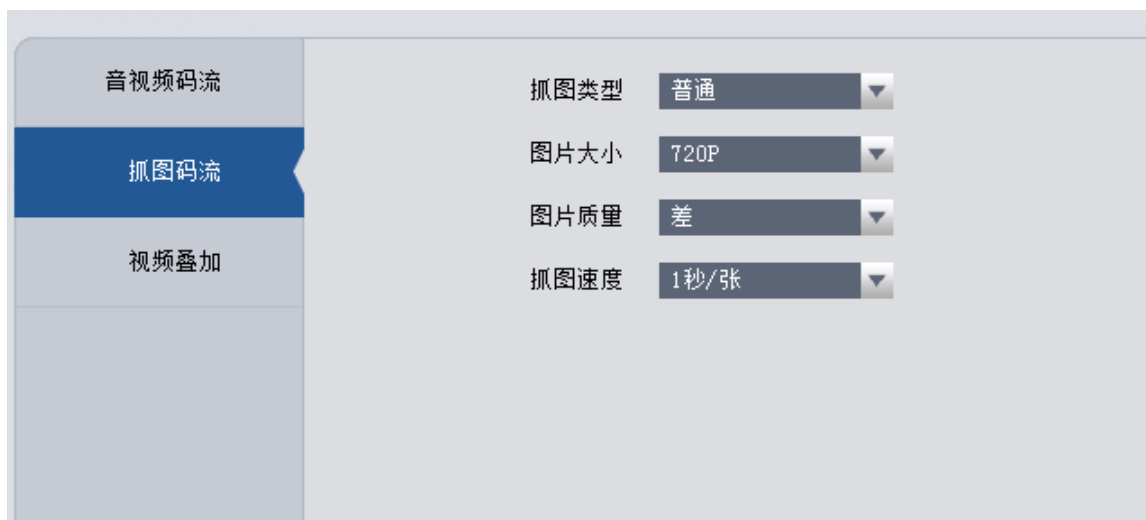 音视频码流
抓图码流
视频叠加
抓图类型 普通
图片大小 720P
图片质量 差
抓图速度 1秒/张